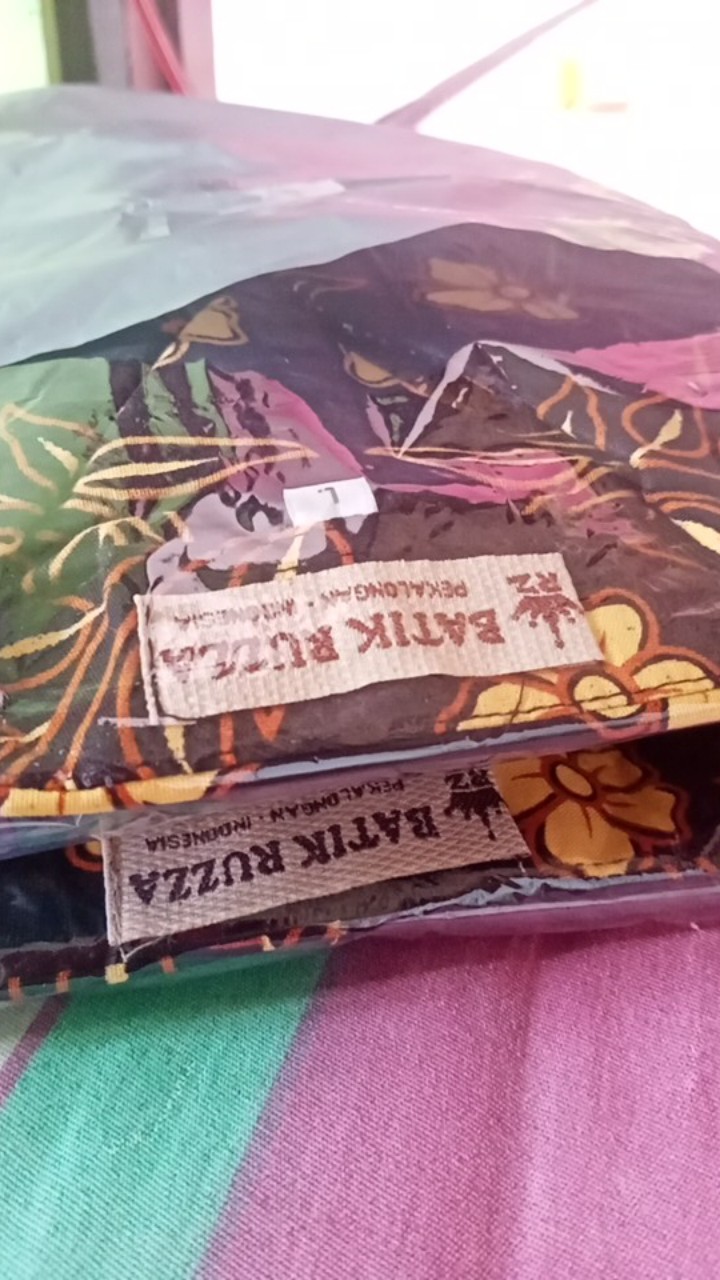 L
RZ
BATIK RUZZA
PEKALONGAN · INDONESIA
RZ
BATIK RUZZA
PEKALONGAN · INDONESIA